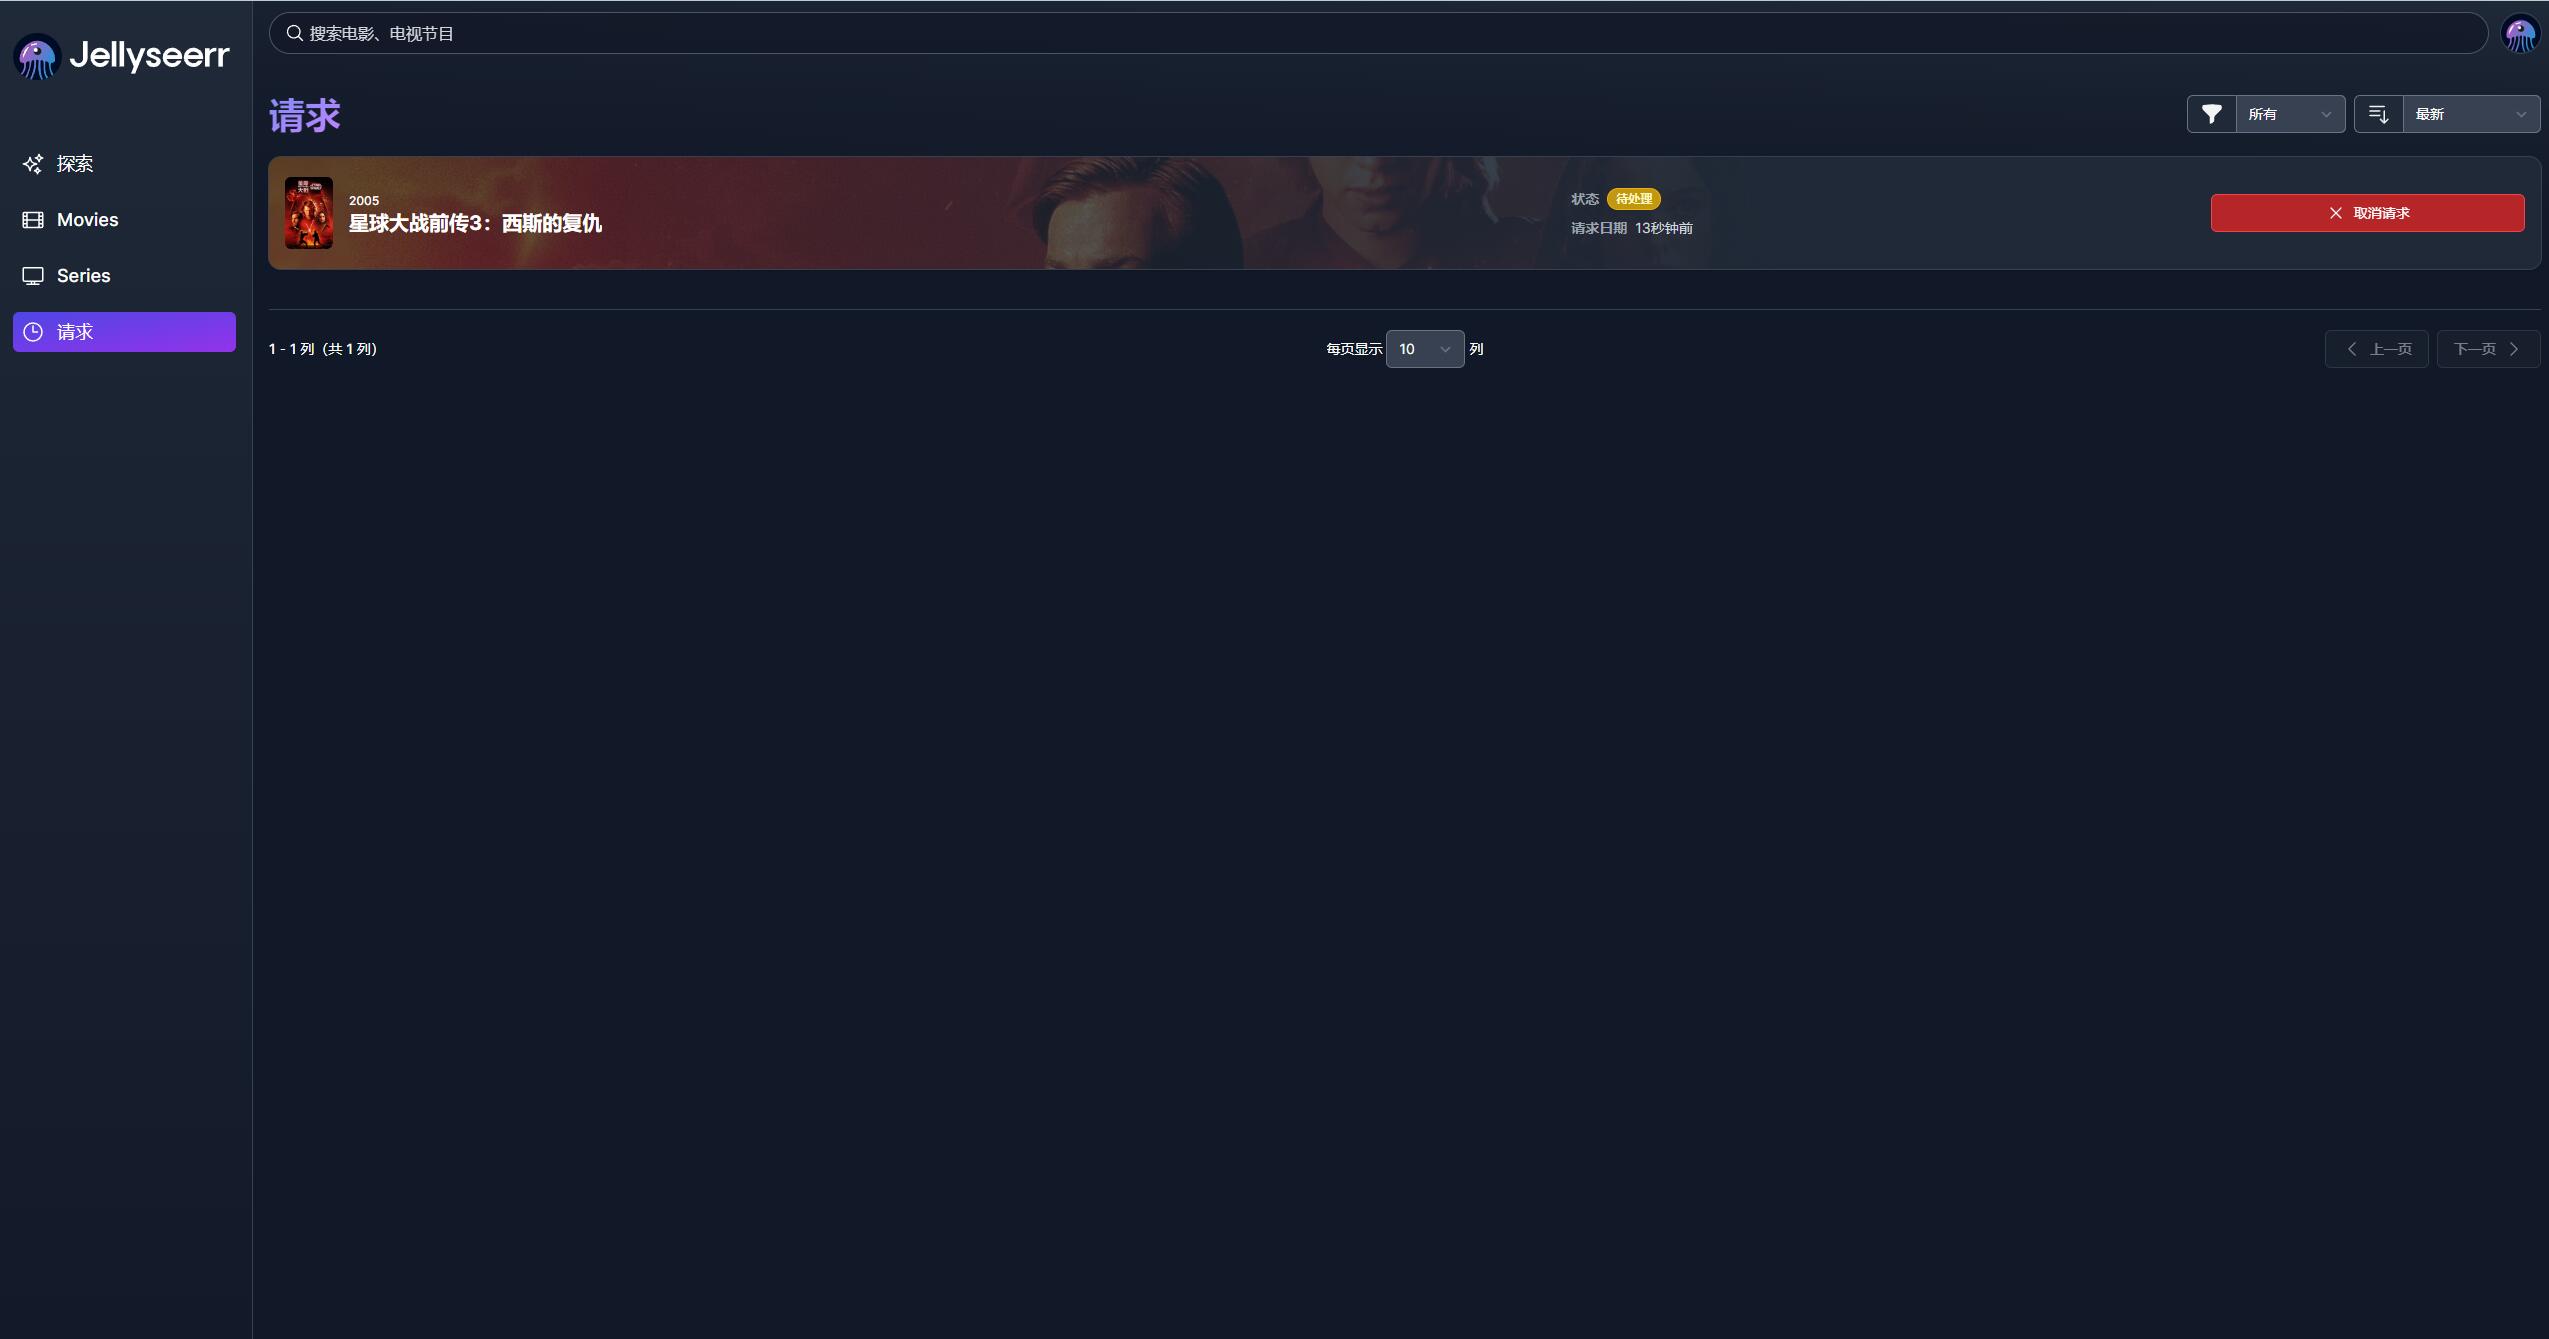 Jellyseerr
搜索电影、电视节目
探索
Movies
Series
请求
请求
所有
最新
2005
星球大战前传3：西斯的复仇
状态 待处理
请求日期 13秒钟前
取消请求
1 - 1 列（共 1 列）
每页显示 10 列
上一页
下一页